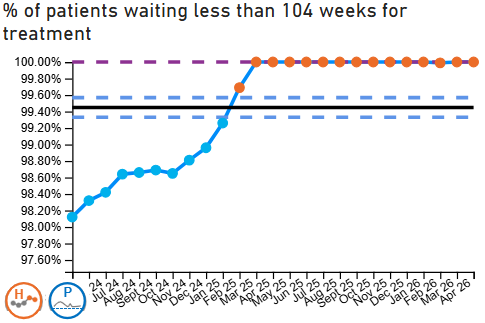 % of patients waiting less than 104 weeks for
treatment
100.00%
99.80%
99.60%
99.40%
99.20%
99.00%
98.80%
98.60%
98.40%
98.20%
98.00%
97.80%
97.60%
24
Jul 24
Aug 24
Sep 24
Oct 24
Nov 24
Dec 24
Jan 25
Feb 25
Mar 25
Apr 25
May 25
Jun 25
Jul 25
Aug 25
Sep 25
Oct 25
Nov 25
Dec 25
Jan 26
Feb 26
Mar 26
Apr 26
H
P